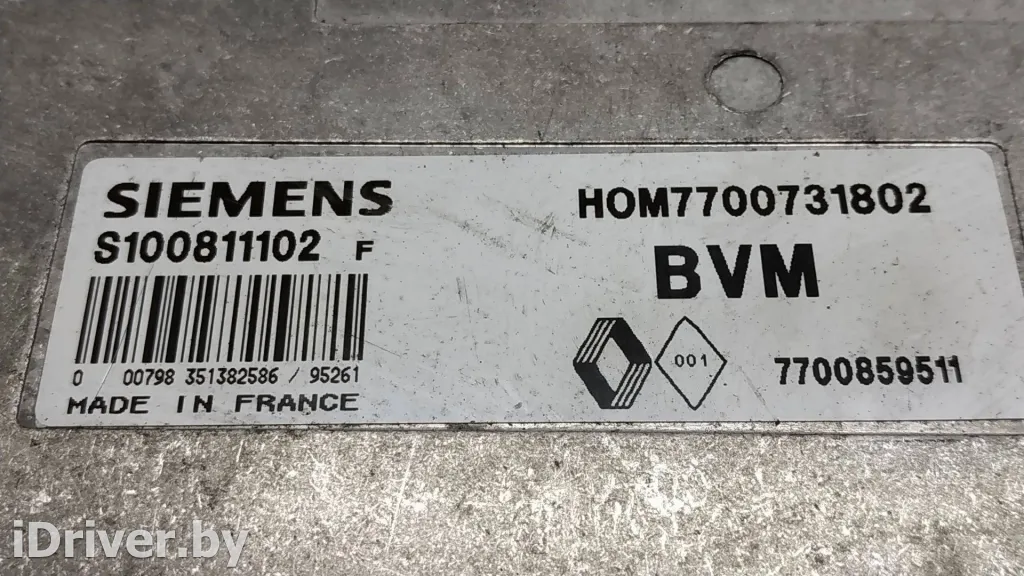 SIEMENS
S100811102 F
0 00798 351382586 / 95261
MADE IN FRANCE
HOM7700731802
BVM
001
7700859511
iDriver.by